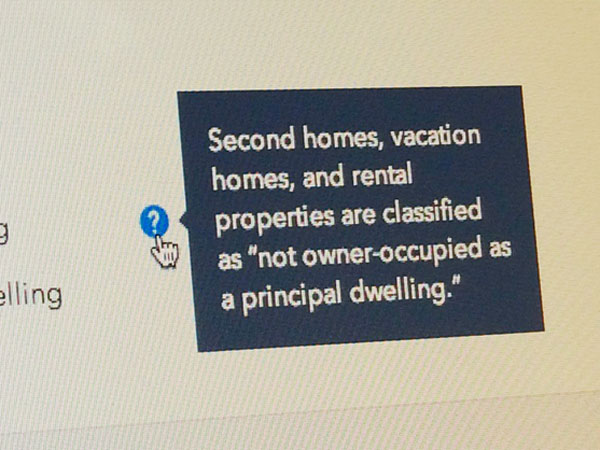 Second homes, vacation
homes, and rental
properties are classified
as "not owner-occupied as
a principal dwelling."
?
g
elling